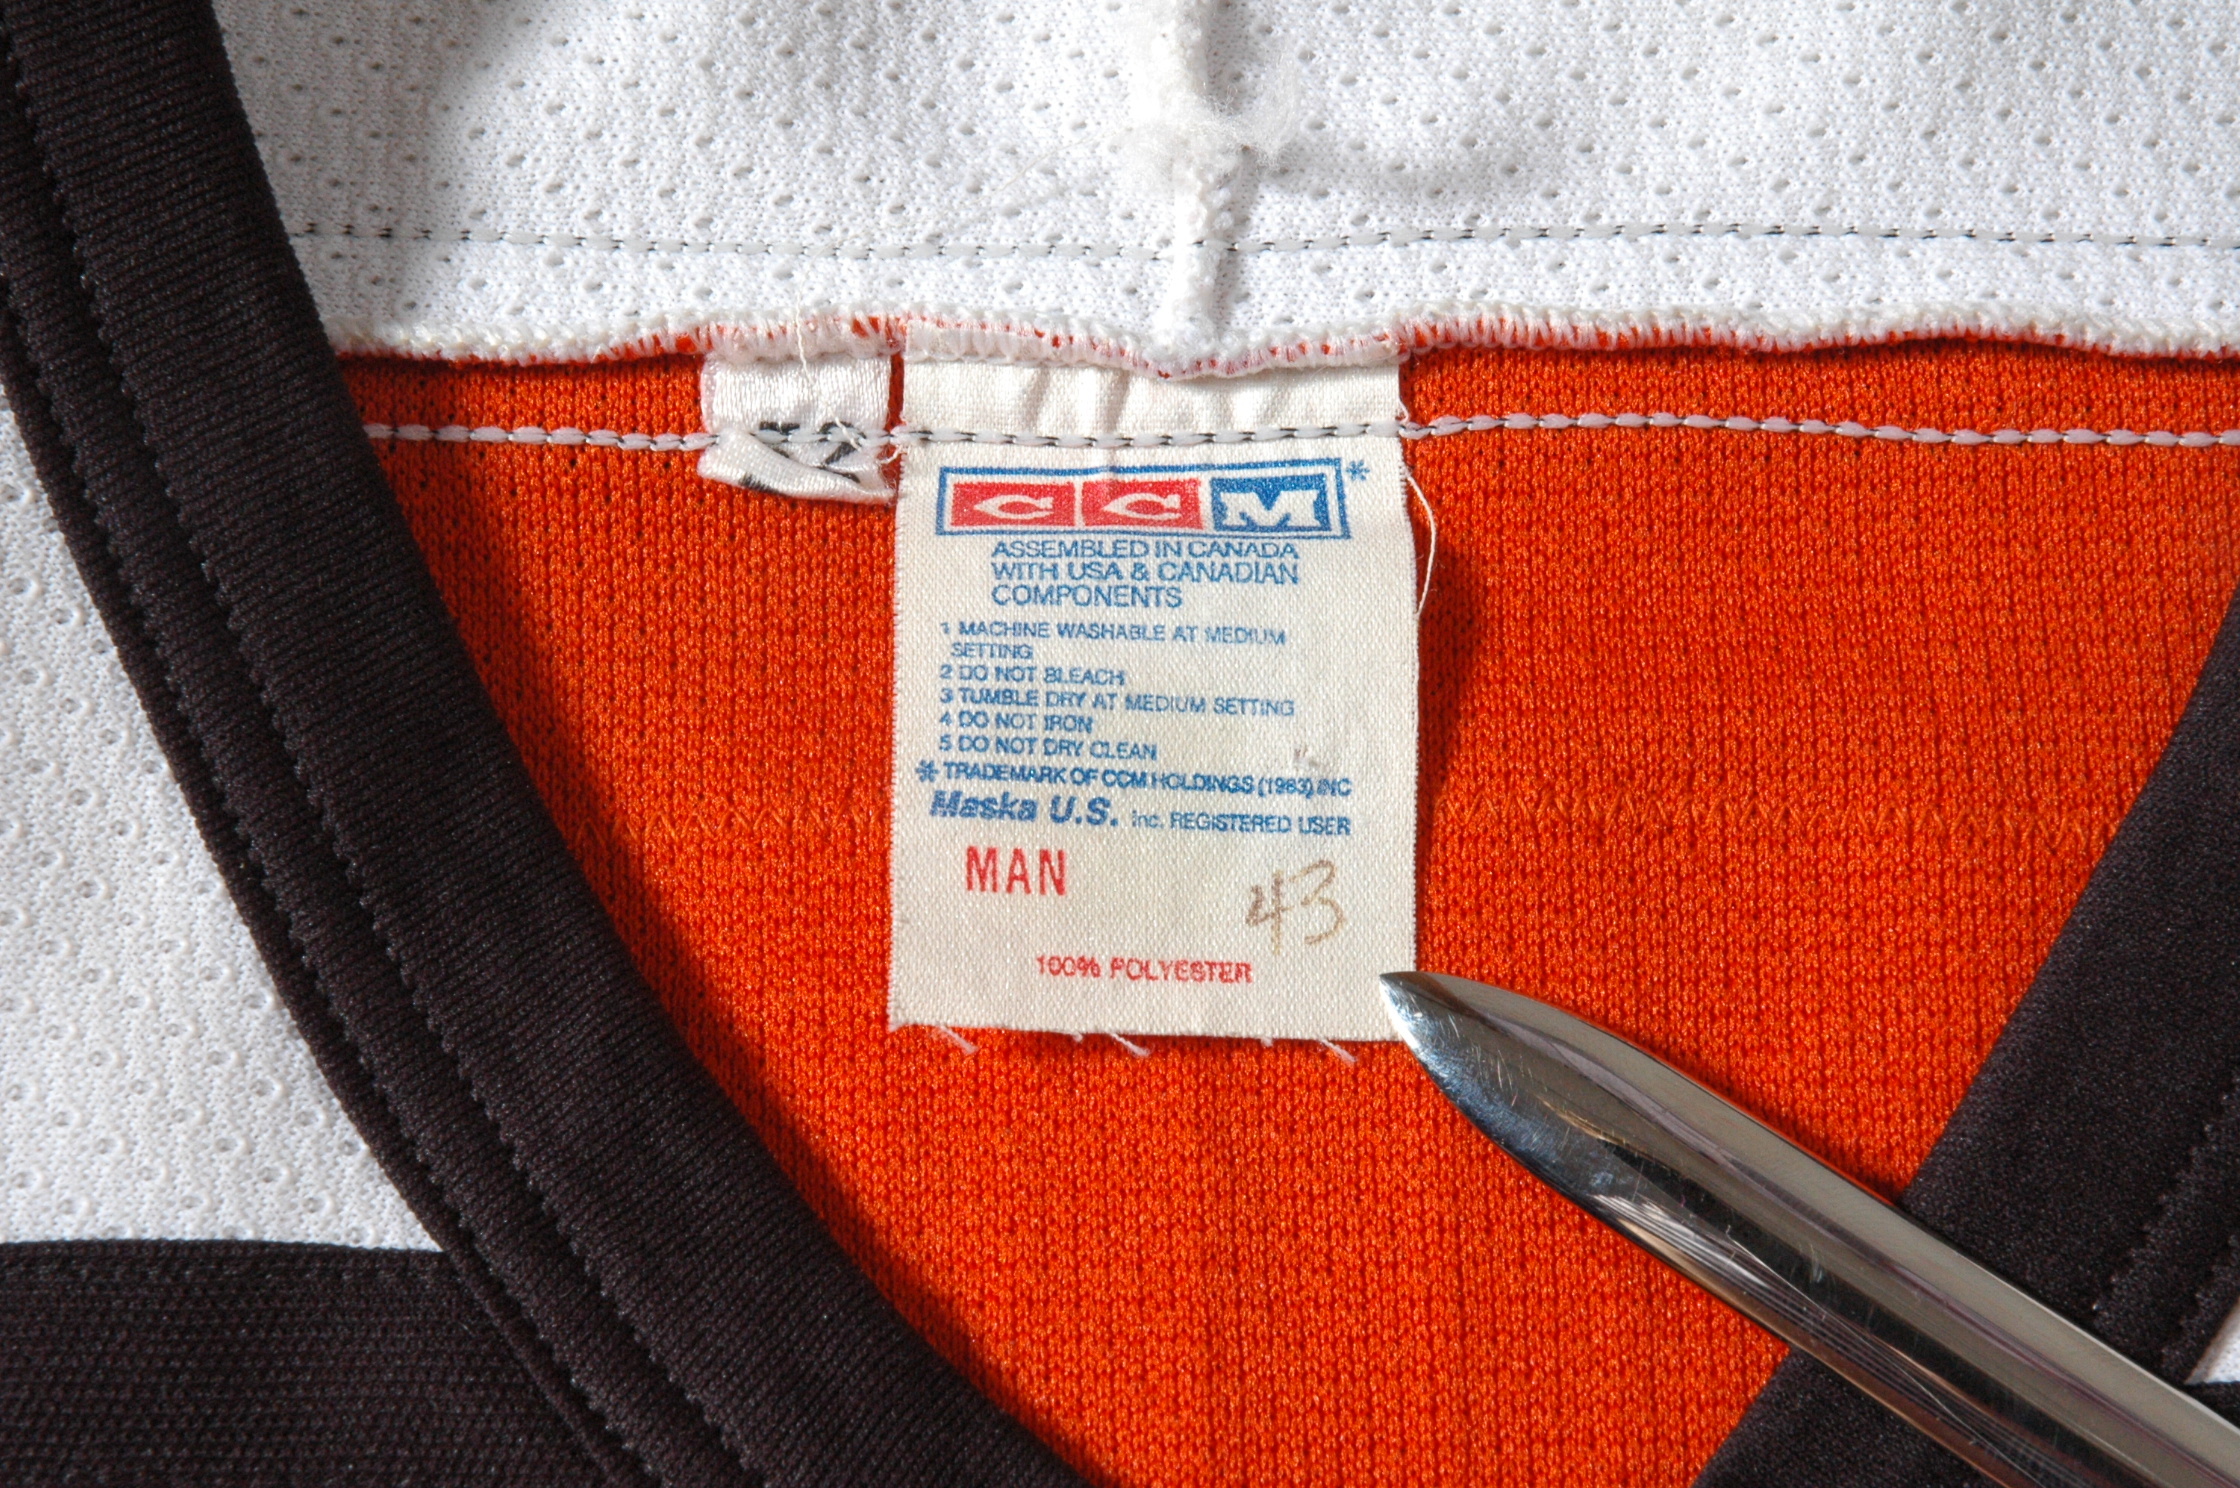 CCM*
ASSEMBLED IN CANADA
WITH USA & CANADIAN
COMPONENTS
1 MACHINE WASHABLE AT MEDIUM
SETTING
2 DO NOT BLEACH
3 TUMBLE DRY AT MEDIUM SETTING
4 DO NOT IRON
5 DO NOT DRY CLEAN
* TRADEMARK OF CCM HOLDINGS (1983) INC
Maska U.S. Inc. REGISTERED USER
MAN
43
100% POLYESTER